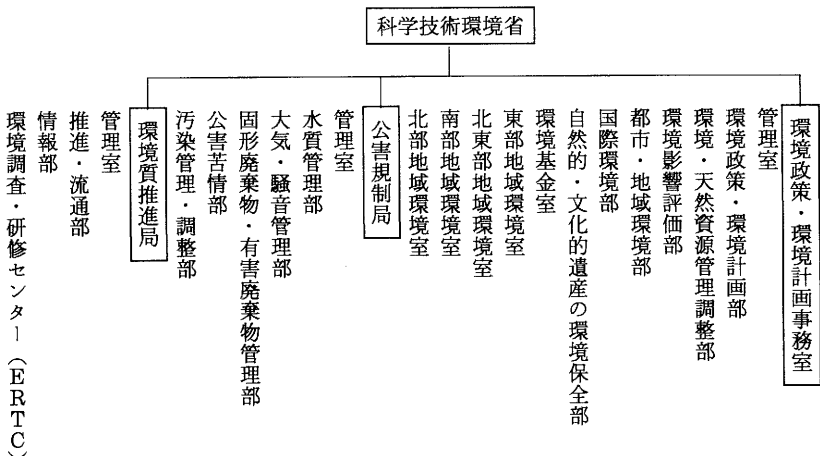 科学技術環境省
環境政策・環境計画事務室
管理室
環境政策・環境計画部
環境・天然資源管理調整部
環境影響評価部
都市・地域環境部
国際環境部
自然的・文化的遺産の環境保全部
環境基金室
東部地域環境室
北東部地域環境室
南部地域環境室
北部地域環境室
公害規制局
管理室
水質管理部
大気・騒音管理部
固形廃棄物・有害廃棄物管理部
公害苦情部
汚染管理・調整部
環境質推進局
管理室
推進・流通部
情報部
環境調査・研修センター（ERTC）